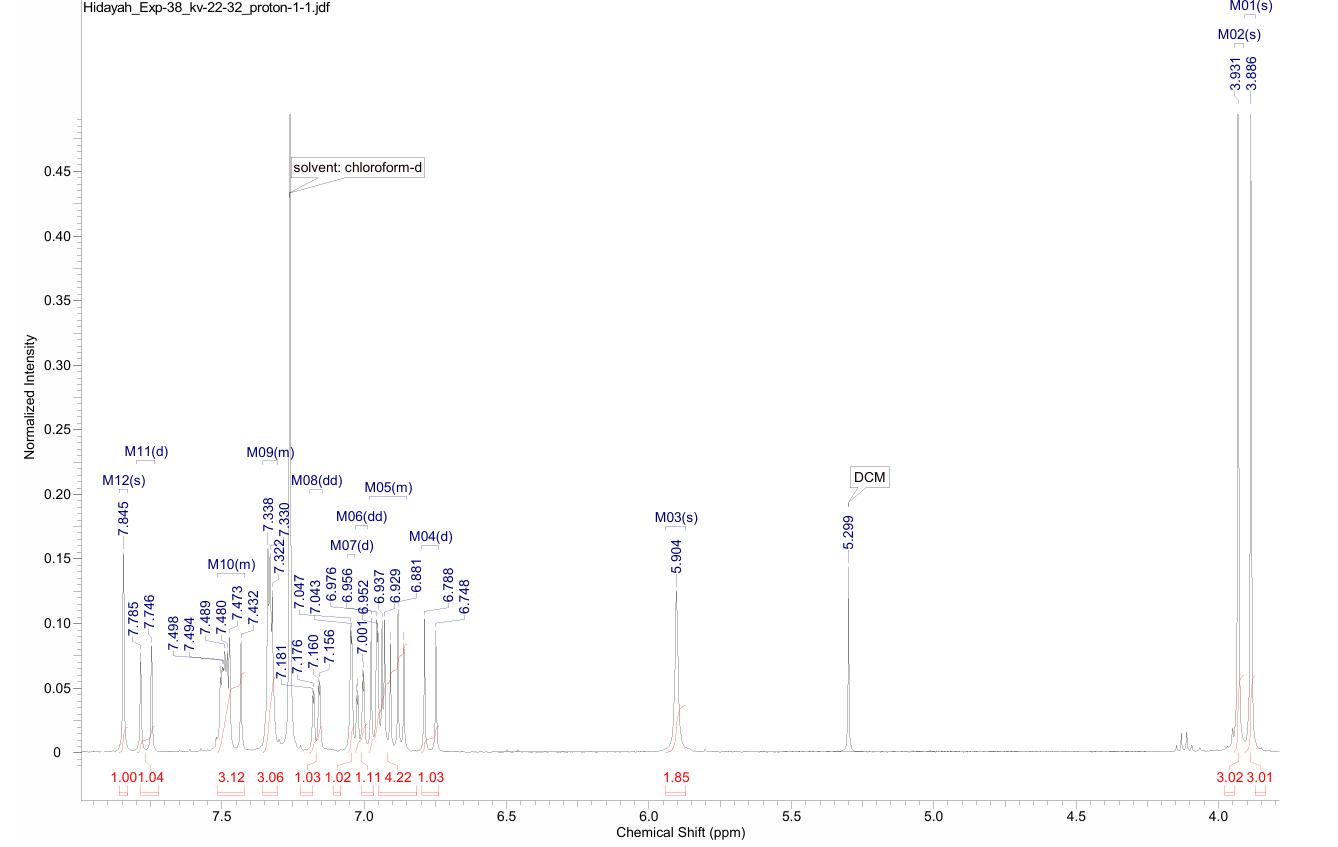 Hidayah_Exp-38_kv-22-32_proton-1-1.jdf
M01(s)
M02(s)
3.931
3.886
solvent: chloroform-d
DCM
5.299
M03(s)
5.904
M12(s)
7.845
M11(d)
7.785
7.746
M10(m)
7.498
7.494
7.489
7.480
7.473
7.432
M09(m)
7.338
7.330
7.322
M08(dd)
7.181
7.176
7.160
7.156
M07(d)
7.047
7.043
M06(dd)
7.001
M05(m)
6.976
6.956
6.952
6.937
6.929
6.881
M04(d)
6.788
6.748
Normalized Intensity
0.45
0.40
0.35
0.30
0.25
0.20
0.15
0.10
0.05
0
1.00 1.04 3.12 3.06 1.03 1.02 1.11 4.22 1.03 1.85 3.02 3.01
7.5 7.0 6.5 6.0 5.5 5.0 4.5 4.0
Chemical Shift (ppm)